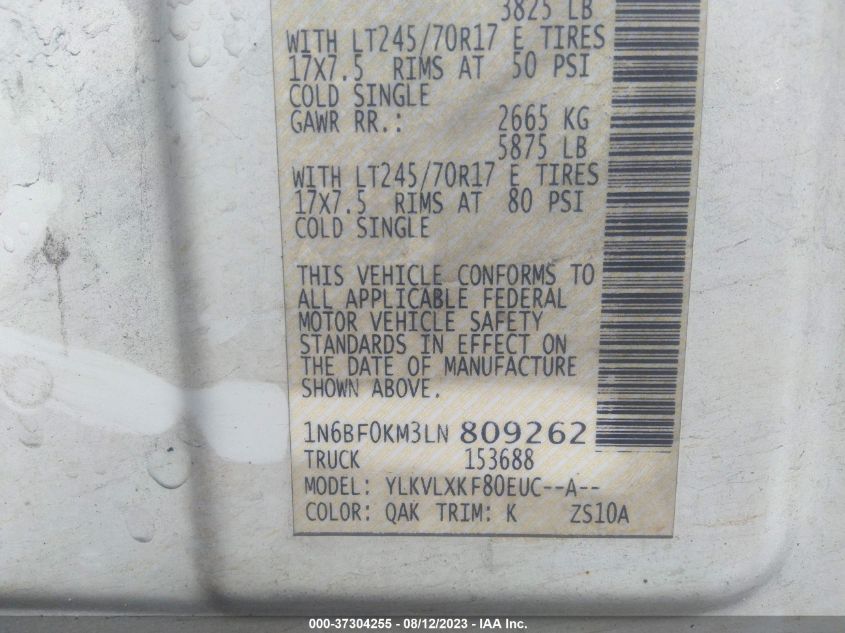 3825 LB
WITH LT245/70R17 E TIRES
17X7.5 RIMS AT 50 PSI
COLD SINGLE
GAWR RR.: 2665 KG
5875 LB
WITH LT245/70R17 E TIRES
17X7.5 RIMS AT 80 PSI
COLD SINGLE
THIS VEHICLE CONFORMS TO
ALL APPLICABLE FEDERAL
MOTOR VEHICLE SAFETY
STANDARDS IN EFFECT ON
THE DATE OF MANUFACTURE
SHOWN ABOVE.
1N6BF0KM3LN 809262
TRUCK 153688
MODEL: YLKVLXKF80EUC--A--
COLOR: QAK TRIM: K ZS10A
000-37304255 - 08/12/2023 - IAA Inc.